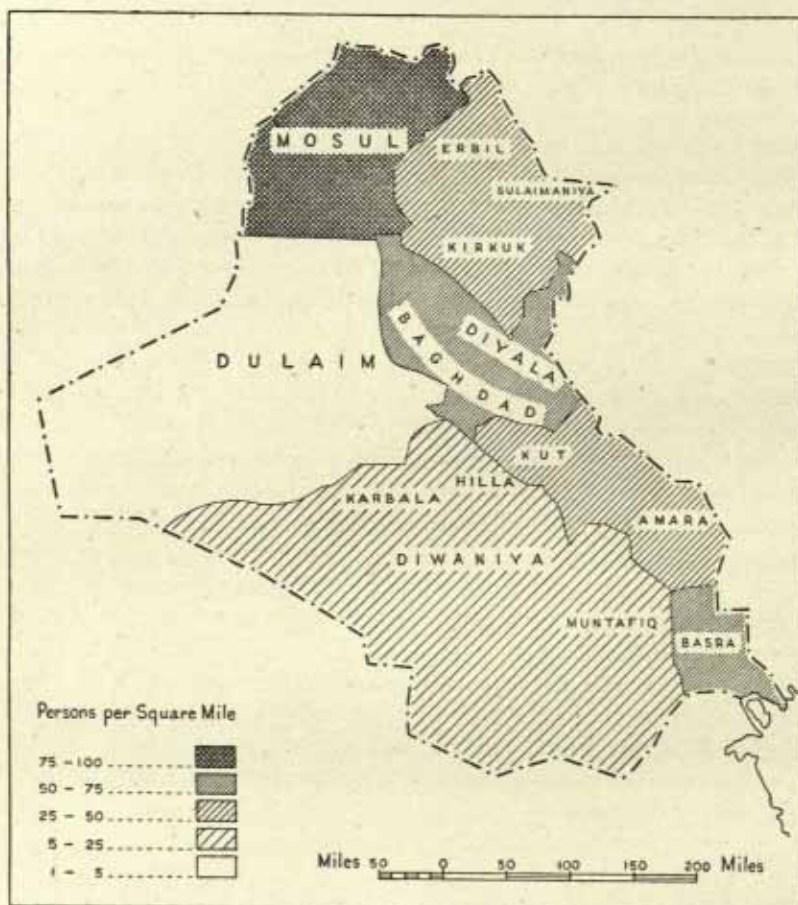 MOSUL
ERBIL
SULAIMANIYA
KIRKUK
DIYALA
BAGHDAD
DULAIM
KUT
HILLA
KARBALA
AMARA
DIWANIYA
MUNTAFIQ
BASRA
Persons per Square Mile
75 - 100
50 - 75
25 - 50
5 - 25
1 - 5
Miles 50 0 50 100 150 200 Miles